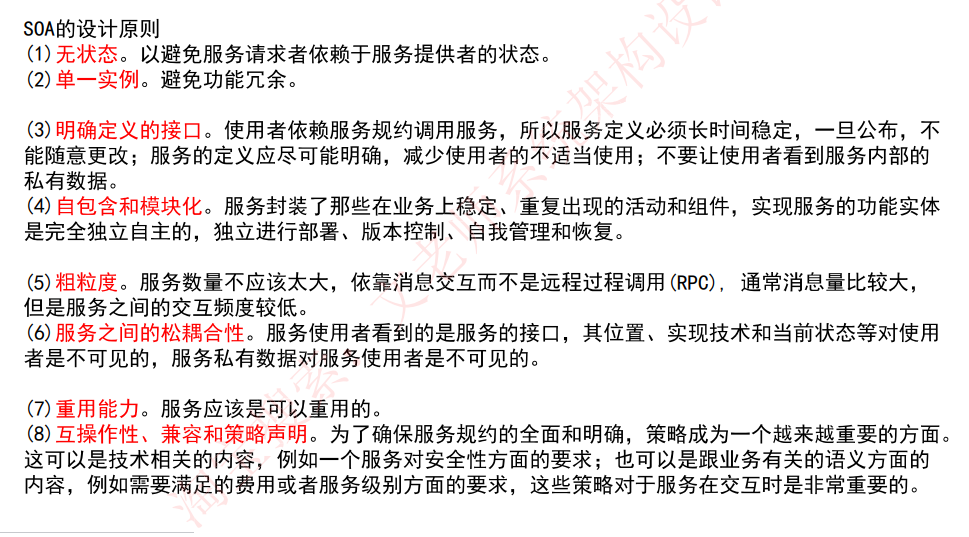 SOA的设计原则
(1)无状态。以避免服务请求者依赖于服务提供者的状态。
(2)单一实例。避免功能冗余。
(3)明确定义的接口。使用者依赖服务规约调用服务，所以服务定义必须长时间稳定，一旦公布，不
能随意更改；服务的定义应尽可能明确，减少使用者的不适当使用；不要让使用者看到服务内部的
私有数据。
(4)自包含和模块化。服务封装了那些在业务上稳定、重复出现的活动和组件，实现服务的功能实体
是完全独立自主的，独立进行部署、版本控制、自我管理和恢复。
(5)粗粒度。服务数量不应该太大，依靠消息交互而不是远程过程调用(RPC)，通常消息量比较大，
但是服务之间的交互频度较低。
(6)服务之间的松耦合性。服务使用者看到的是服务的接口，其位置、实现技术和当前状态等对使用
者是不可见的，服务私有数据对服务使用者是不可见的。
(7)重用能力。服务应该是可以重用的。
(8)互操作性、兼容和策略声明。为了确保服务规约的全面和明确，策略成为一个越来越重要的方面。
这可以是技术相关的内容，例如一个服务对安全性方面的要求；也可以是跟业务有关的语义方面的
内容，例如需要满足的费用或者服务级别方面的要求，这些策略对于服务在交互时是非常重要的。